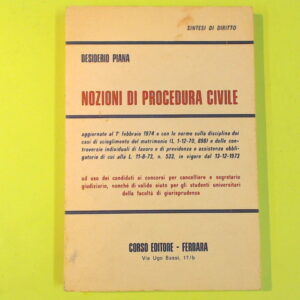 SINTESI DI DIRITTO
DESIDERIO PIANA
NOZIONI DI PROCEDURA CIVILE
aggiornate al 1° febbraio 1974 e con le norme sulla disciplina dei
casi di scioglimento del matrimonio (L. 1-12-70, 898) e delle con-
troversie individuali di lavoro e di previdenza e assistenza obbli-
gatorie di cui alla L. 11-8-73, n. 533, in vigore dal 13-12-1973
ad uso dei candidati ai concorsi per cancelliere e segretario
giudiziario, nonché di valido aiuto per gli studenti universitari
della facoltà di giurisprudenza
CORSO EDITORE - FERRARA
Via Ugo Bassi, 17/b